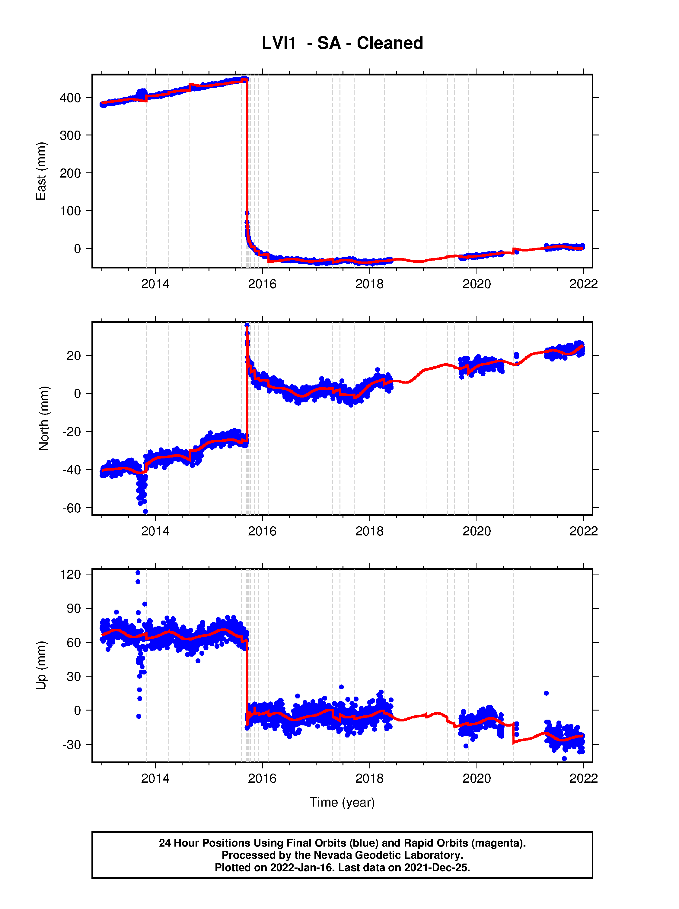 LVI1 - SA - Cleaned
400
300
200
100
0
East (mm)
2014 2016 2018 2020 2022
20
0
-20
-40
-60
North (mm)
2014 2016 2018 2020 2022
120
90
60
30
0
-30
Up (mm)
2014 2016 2018 2020 2022
Time (year)
24 Hour Positions Using Final Orbits (blue) and Rapid Orbits (magenta).
Processed by the Nevada Geodetic Laboratory.
Plotted on 2022-Jan-16. Last data on 2021-Dec-25.